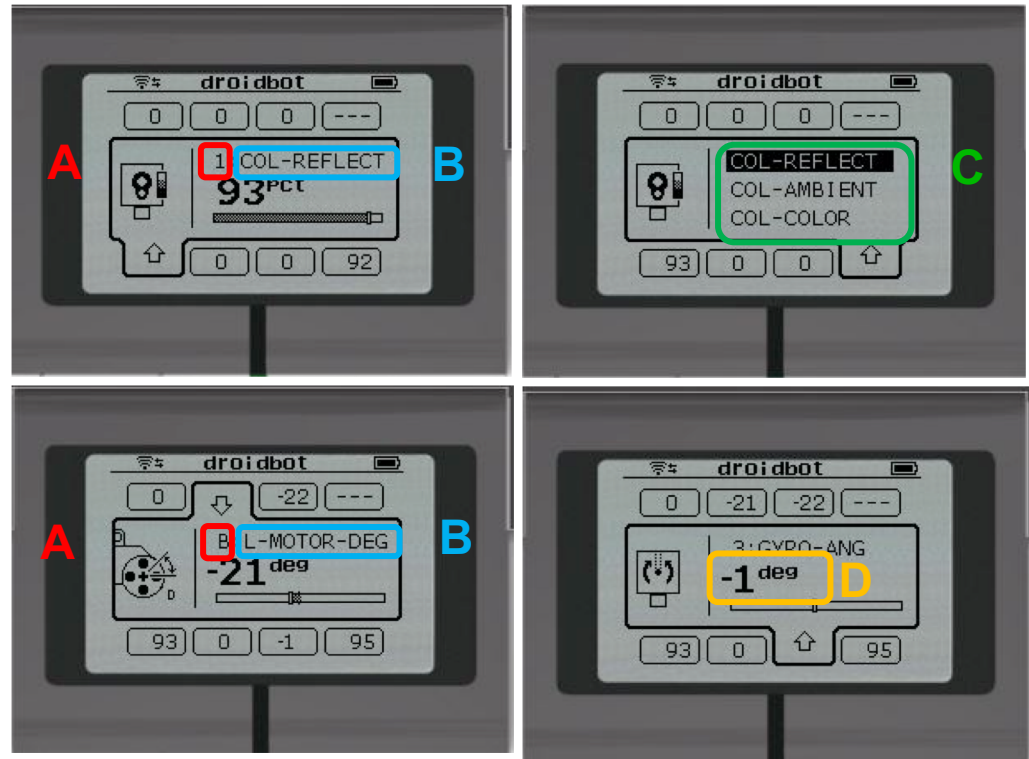 droidbot
0 0 0 ---
A 1 COL-REFLECT B
93 pct
0 0 92
droidbot
0 0 0 ---
COL-REFLECT C
COL-AMBIENT
COL-COLOR
93 0 0
droidbot
0 -22 ---
A B L-MOTOR-DEG B
-21 deg
D
93 0 -1 95
droidbot
0 -21 -22 ---
3:GYRO-ANG
-1 deg D
93 0 95